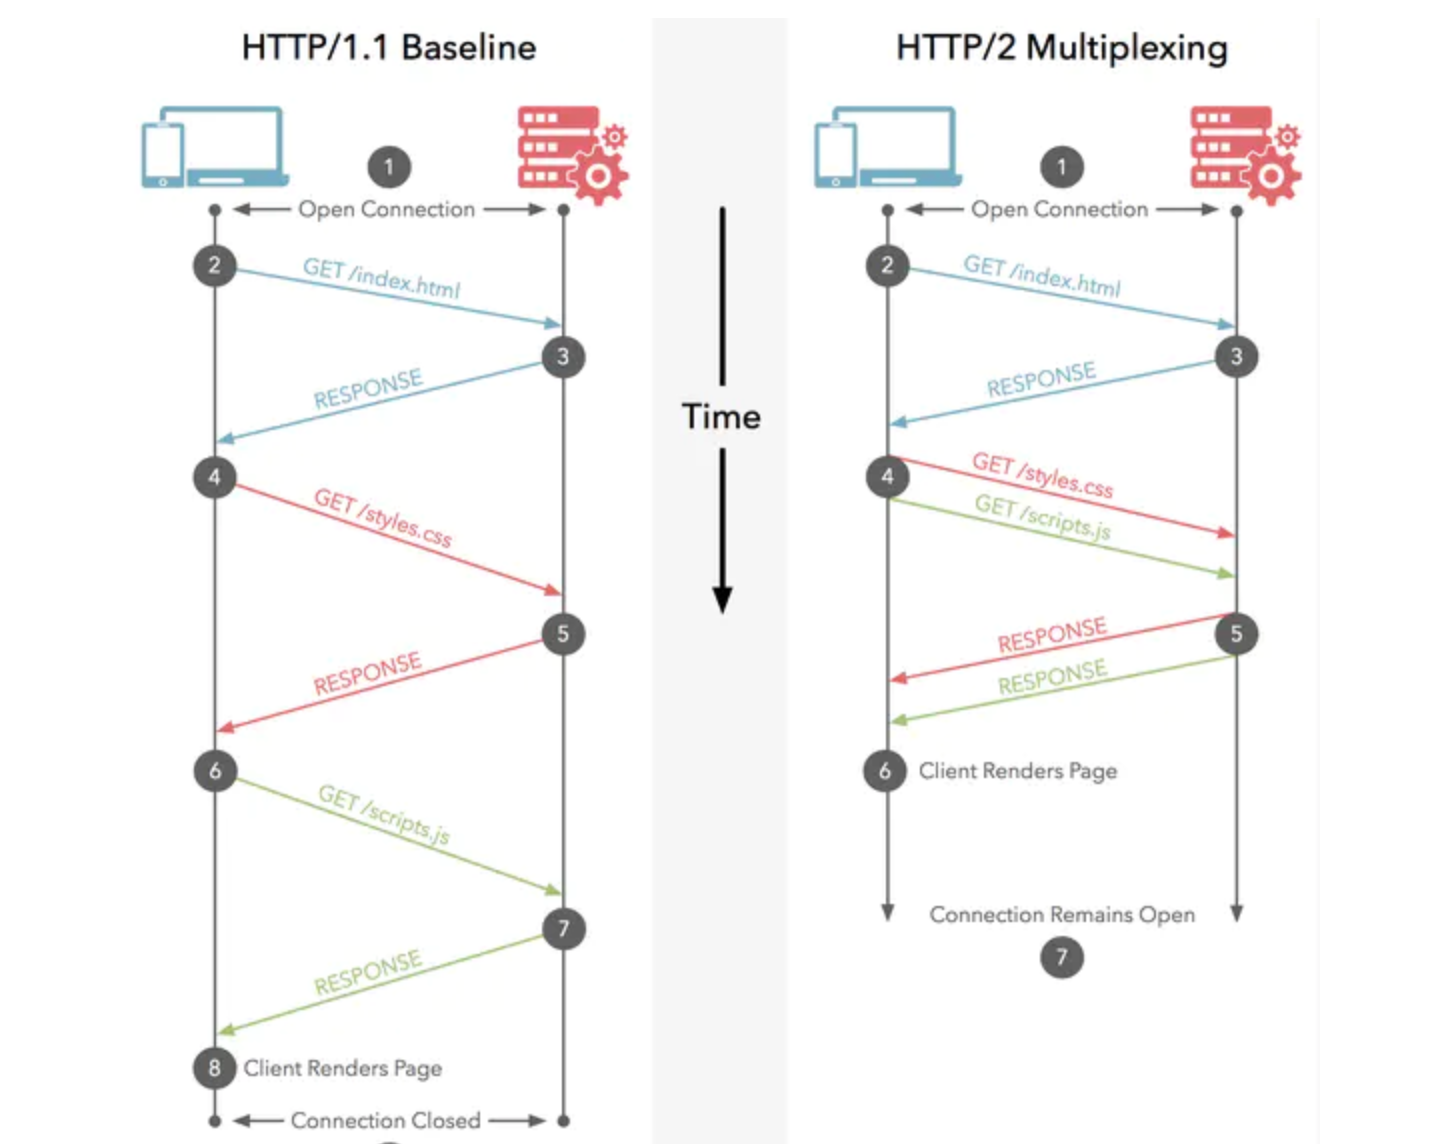 HTTP/1.1 Baseline
1
Open Connection
2
GET /index.html
3
RESPONSE
4
GET /styles.css
5
RESPONSE
6
GET /scripts.js
7
RESPONSE
8
Client Renders Page
Connection Closed
Time
HTTP/2 Multiplexing
1
Open Connection
2
GET /index.html
3
RESPONSE
4
GET /styles.css
GET /scripts.js
5
RESPONSE
RESPONSE
6
Client Renders Page
Connection Remains Open
7